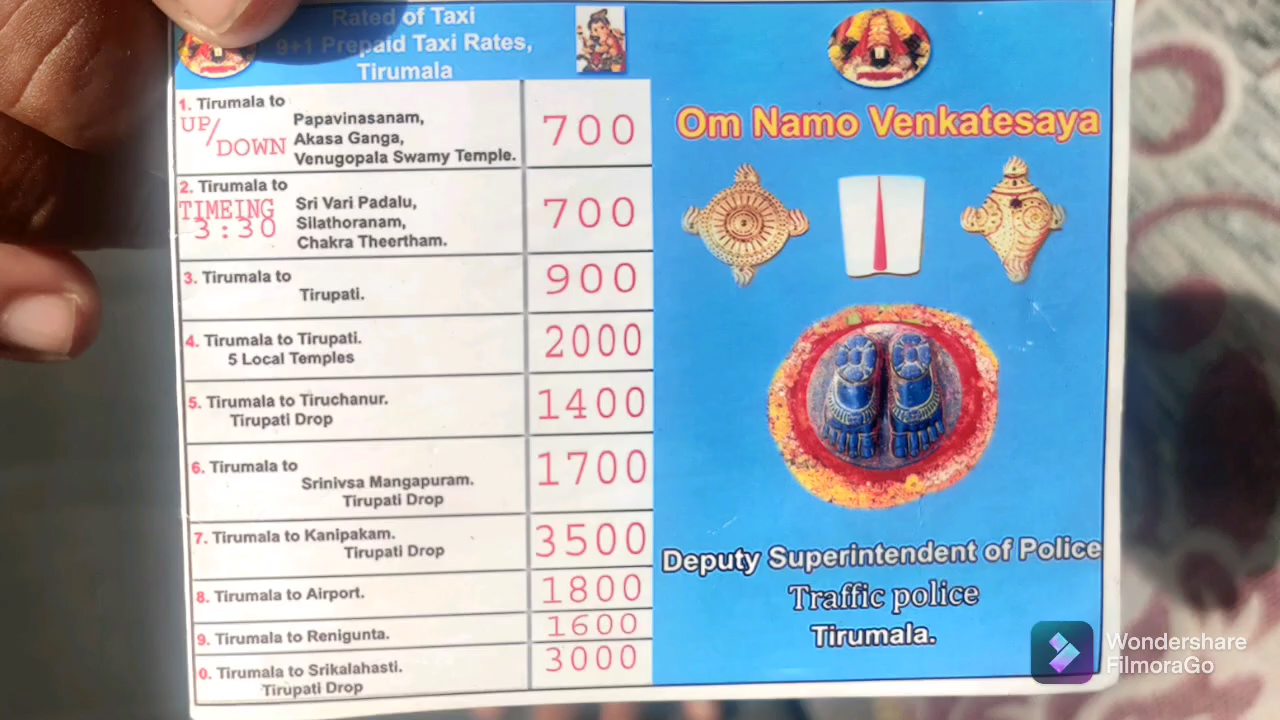 Rated of Taxi
9+1 Prepaid Taxi Rates,
Tirumala
1. Tirumala to
UP/DOWN
Papavinasanam,
Akasa Ganga,
Venugopala Swamy Temple.
700
2. Tirumala to
TIMEING
3:30
Sri Vari Padalu,
Silathoranam,
Chakra Theertham.
700
3. Tirumala to
Tirupati.
900
4. Tirumala to Tirupati.
5 Local Temples
2000
5. Tirumala to Tiruchanur.
Tirupati Drop
1400
6. Tirumala to
Srinivsa Mangapuram.
Tirupati Drop
1700
7. Tirumala to Kanipakam.
Tirupati Drop
3500
8. Tirumala to Airport.
1800
9. Tirumala to Renigunta.
1600
0. Tirumala to Srikalahasti.
Tirupati Drop
3000
Om Namo Venkatesaya
Deputy Superintendent of Police
Traffic police
Tirumala.
Wondershare
FilmoraGo